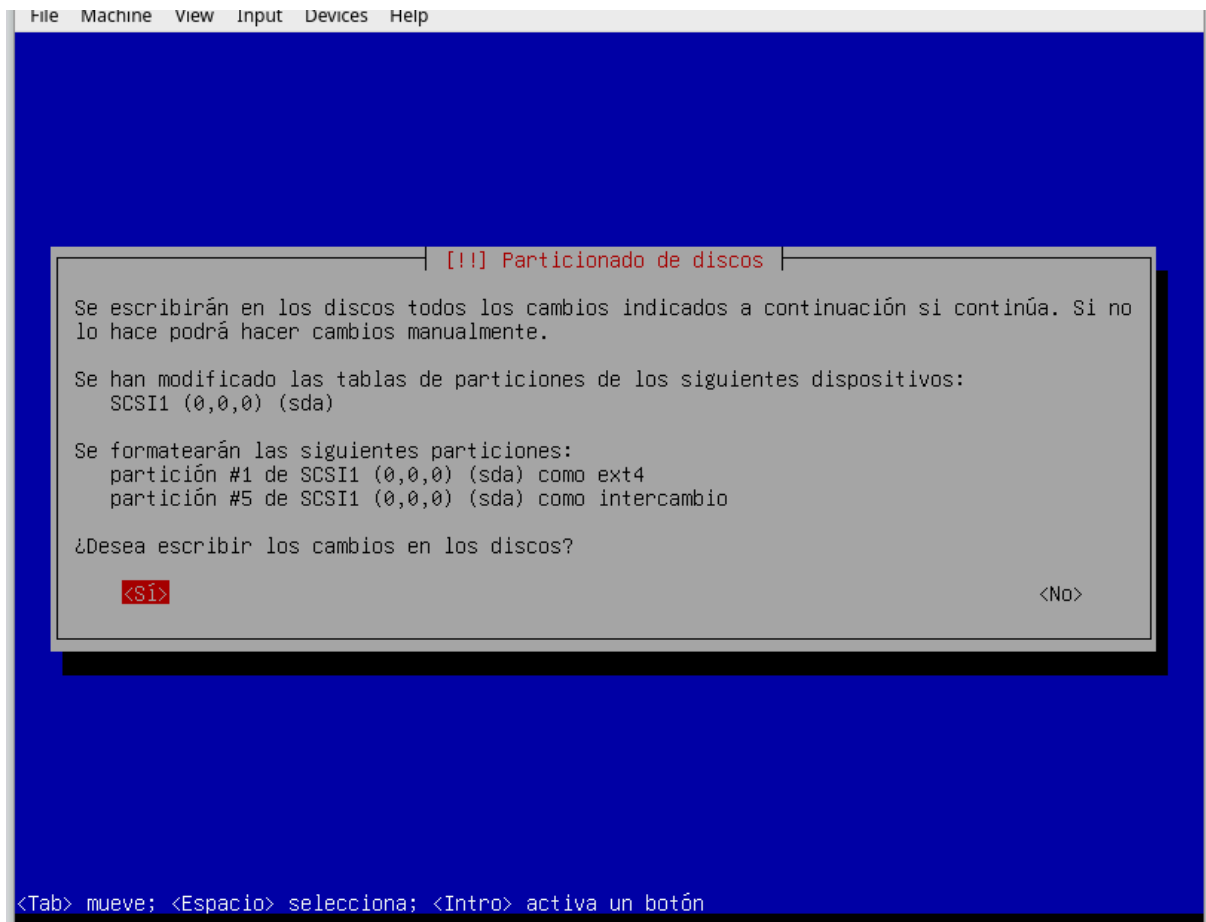 File Machine View Input Devices Help
[!!] Particionado de discos
Se escribirán en los discos todos los cambios indicados a continuación si continúa. Si no
lo hace podrá hacer cambios manualmente.
Se han modificado las tablas de particiones de los siguientes dispositivos:
SCSI1 (0,0,0) (sda)
Se formatearán las siguientes particiones:
partición #1 de SCSI1 (0,0,0) (sda) como ext4
partición #5 de SCSI1 (0,0,0) (sda) como intercambio
¿Desea escribir los cambios en los discos?
<Sí> <No>
<Tab> mueve; <Espacio> selecciona; <Intro> activa un botón